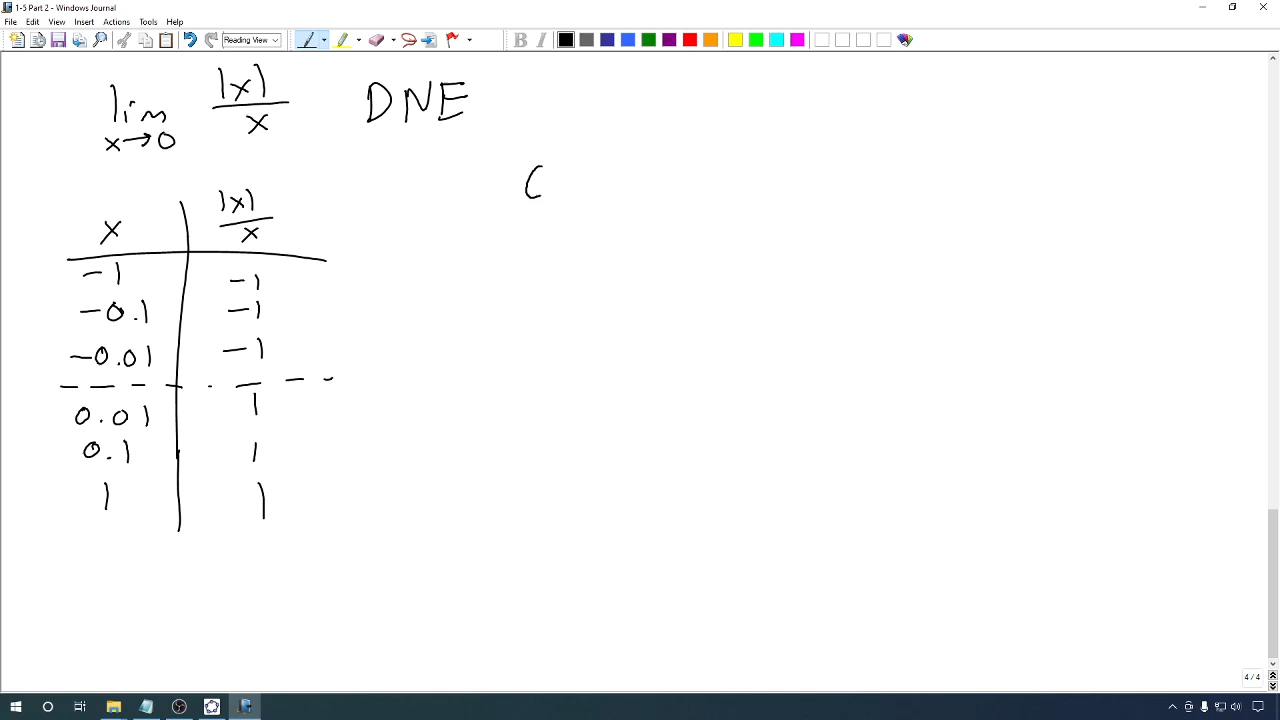 1-5 Part 2 - Windows Journal
File Edit View Insert Actions Tools Help
Reading View
B I
lim x→0 |x|/x DNE
(
x |x|/x
-1 -1
-0.1 -1
-0.01 -1
0.01 1
0.1 1
1 1
4 / 4